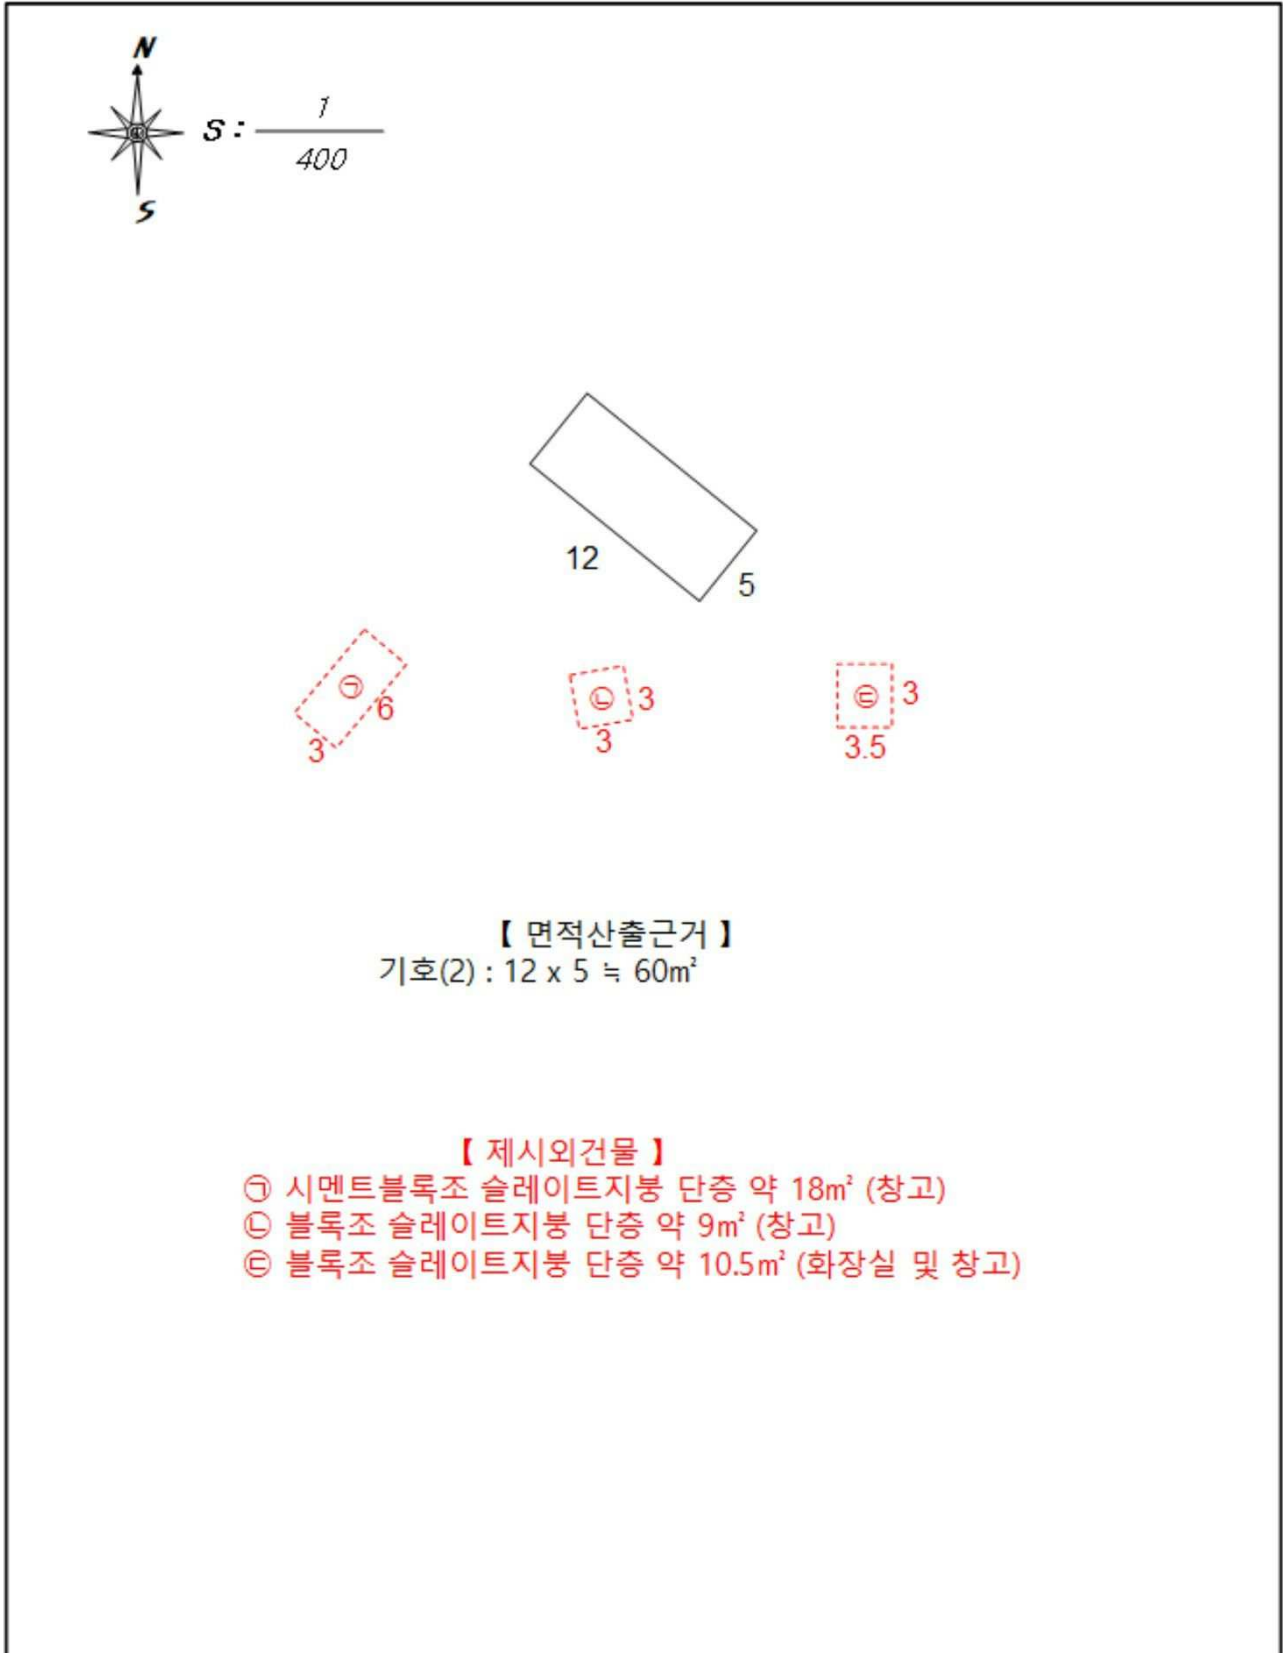 N
S : 1/400
S
12
5
㉠
6
3
㉡
3
3
㉢
3
3.5
【 면적산출근거 】
기호(2) : 12 x 5 ≒ 60㎡
【 제시외건물 】
㉠ 시멘트블록조 슬레이트지붕 단층 약 18㎡ (창고)
㉡ 블록조 슬레이트지붕 단층 약 9㎡ (창고)
㉢ 블록조 슬레이트지붕 단층 약 10.5㎡ (화장실 및 창고)